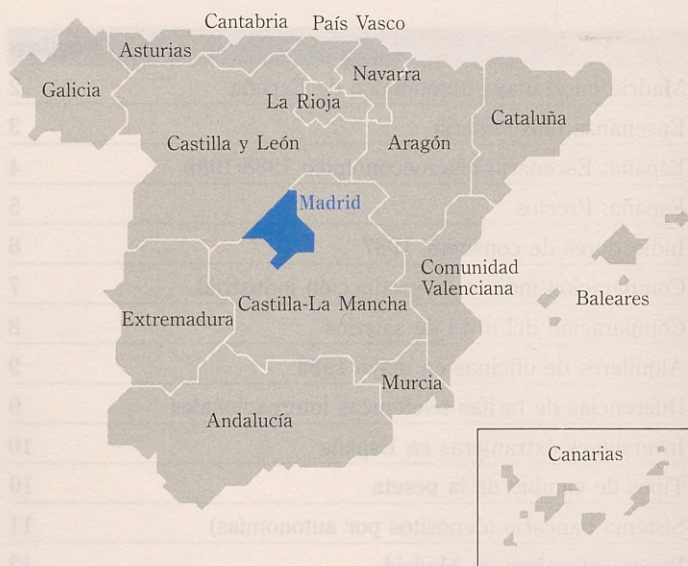 Cantabria
País Vasco
Asturias
Navarra
Galicia
La Rioja
Cataluña
Castilla y León
Aragón
Madrid
Comunidad
Valenciana
Baleares
Castilla-La Mancha
Extremadura
Murcia
Andalucía
Canarias